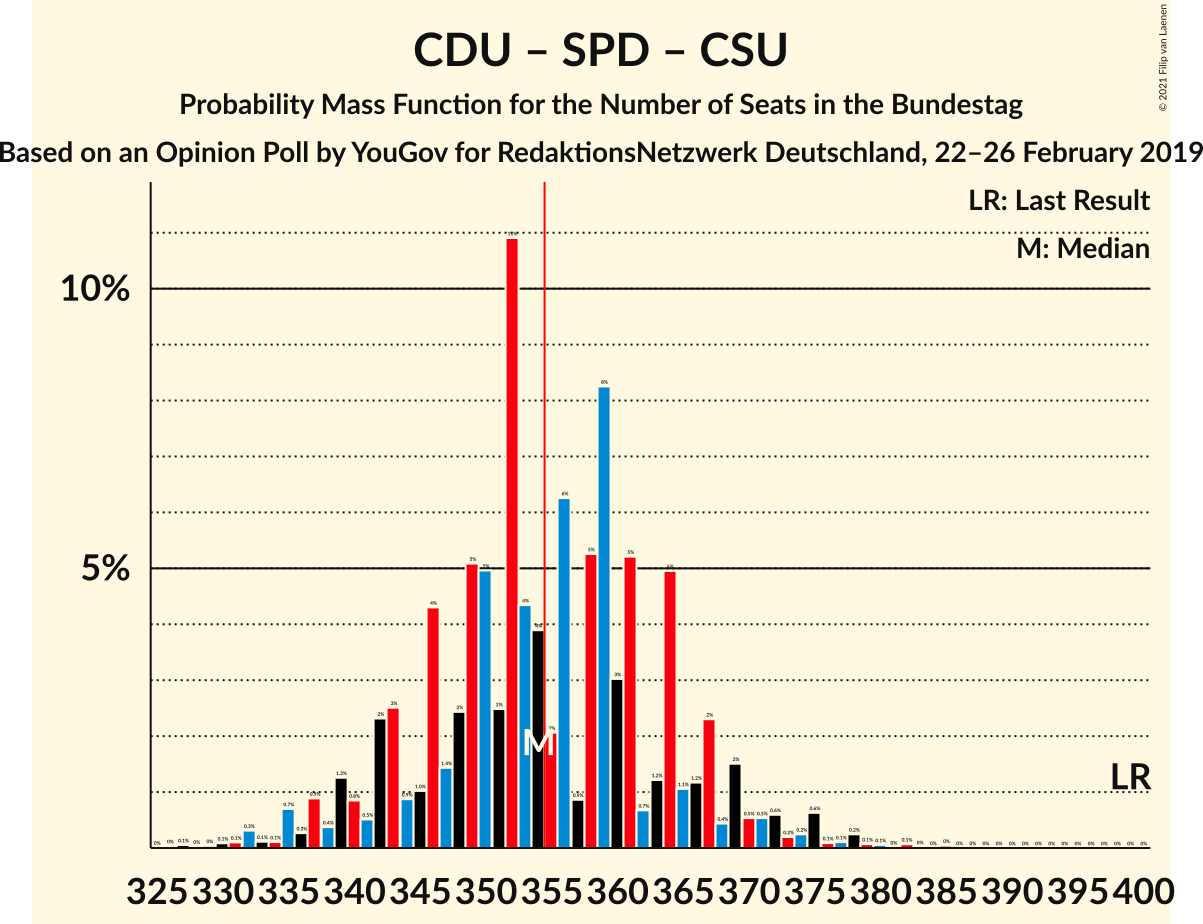 CDU – SPD – CSU
Probability Mass Function for the Number of Seats in the Bundestag
Based on an Opinion Poll by YouGov for RedaktionsNetzwerk Deutschland, 22–26 February 2019
© 2021 Filip van Laenen
LR: Last Result
M: Median
10%
5%
M
LR
325 330 335 340 345 350 355 360 365 370 375 380 385 390 395 400